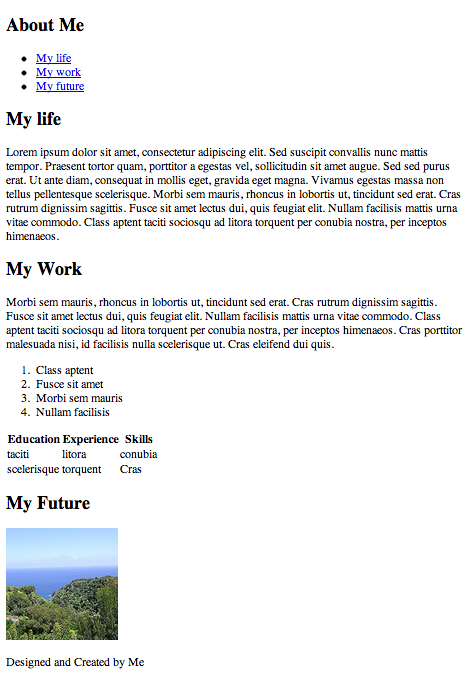 About Me
My life
My work
My future
My life
Lorem ipsum dolor sit amet, consectetur adipiscing elit. Sed suscipit convallis nunc mattis
tempor. Praesent tortor quam, porttitor a egestas vel, sollicitudin sit amet augue. Sed sed purus
erat. Ut ante diam, consequat in mollis eget, gravida eget magna. Vivamus egestas massa non
tellus pellentesque scelerisque. Morbi sem mauris, rhoncus in lobortis ut, tincidunt sed erat. Cras
rutrum dignissim sagittis. Fusce sit amet lectus dui, quis feugiat elit. Nullam facilisis mattis urna
vitae commodo. Class aptent taciti sociosqu ad litora torquent per conubia nostra, per inceptos
himenaeos.
My Work
Morbi sem mauris, rhoncus in lobortis ut, tincidunt sed erat. Cras rutrum dignissim sagittis.
Fusce sit amet lectus dui, quis feugiat elit. Nullam facilisis mattis urna vitae commodo. Class
aptent taciti sociosqu ad litora torquent per conubia nostra, per inceptos himenaeos. Cras porttitor
malesuada nisi, id facilisis nulla scelerisque ut. Cras eleifend dui quis.
1. Class aptent
2. Fusce sit amet
3. Morbi sem mauris
4. Nullam facilisis
Education Experience Skills
taciti litora conubia
scelerisque torquent Cras
My Future
Designed and Created by Me